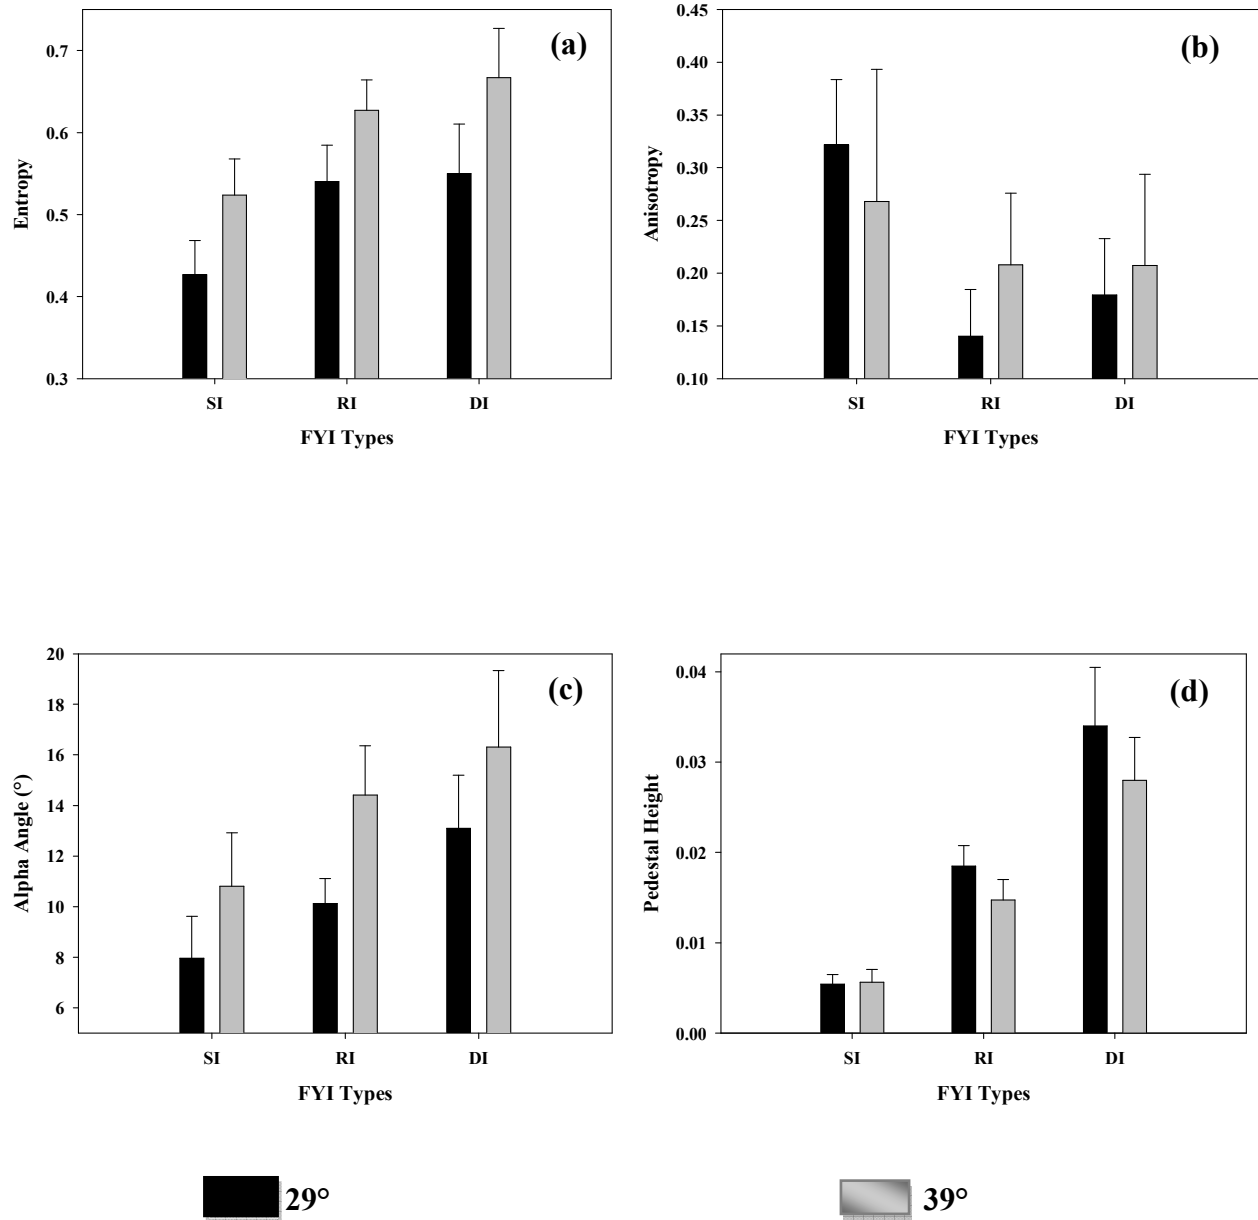 (a)
0.7
0.6
0.5
0.4
0.3
Entropy
SI RI DI
FYI Types
(b)
0.45
0.40
0.35
0.30
0.25
0.20
0.15
0.10
Anisotropy
SI RI DI
FYI Types
(c)
20
18
16
14
12
10
8
6
Alpha Angle (°)
SI RI DI
FYI Types
(d)
0.04
0.03
0.02
0.01
0.00
Pedestal Height
SI RI DI
FYI Types
29°
39°